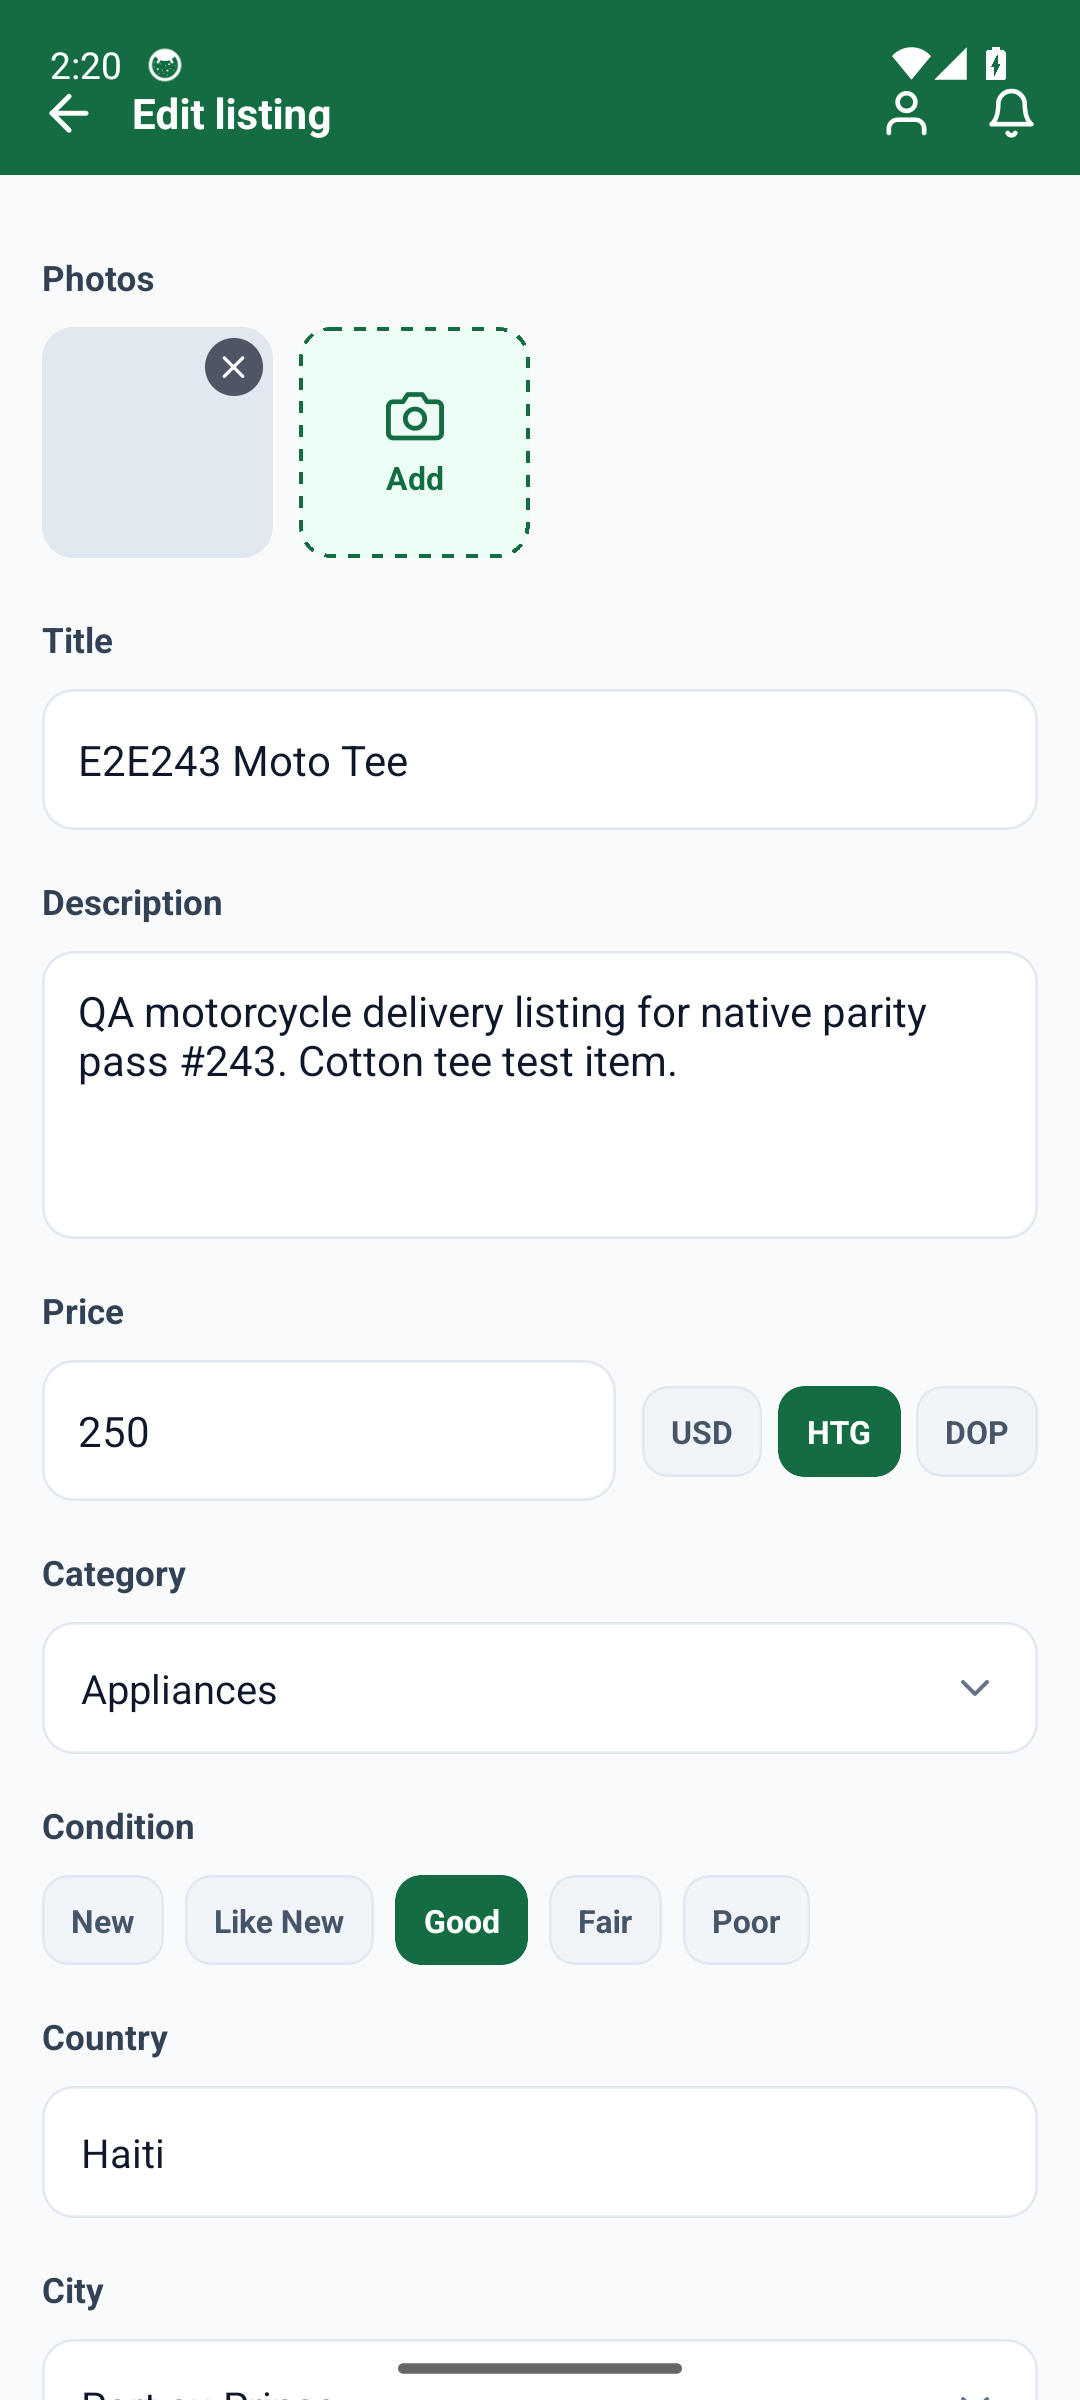 2:20
Edit listing
Photos
Add
Title
E2E243 Moto Tee
Description
QA motorcycle delivery listing for native parity
pass #243. Cotton tee test item.
Price
250
USD
HTG
DOP
Category
Appliances
Condition
New
Like New
Good
Fair
Poor
Country
Haiti
City